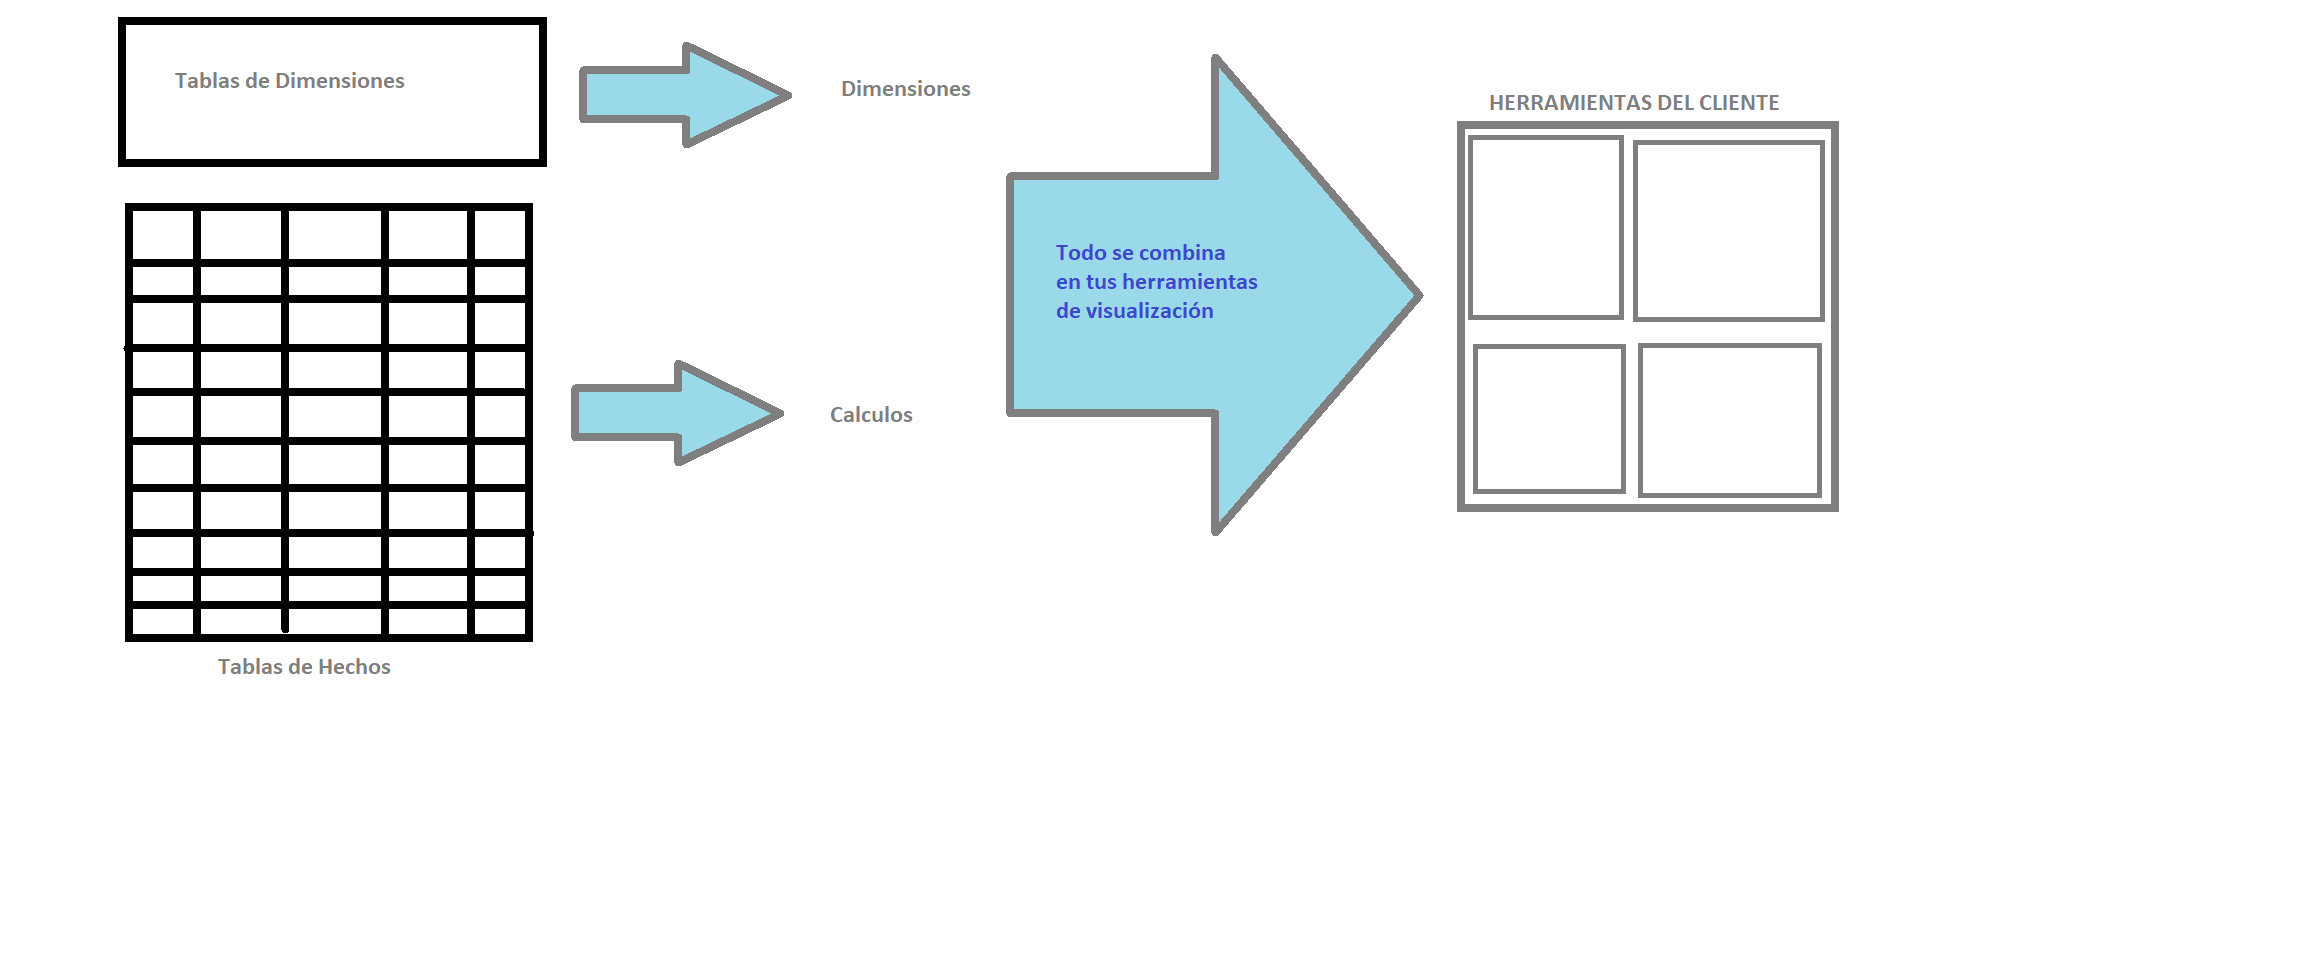 Tablas de Dimensiones
Dimensiones
HERRAMIENTAS DEL CLIENTE
Todo se combina
en tus herramientas
de visualización
Calculos
Tablas de Hechos